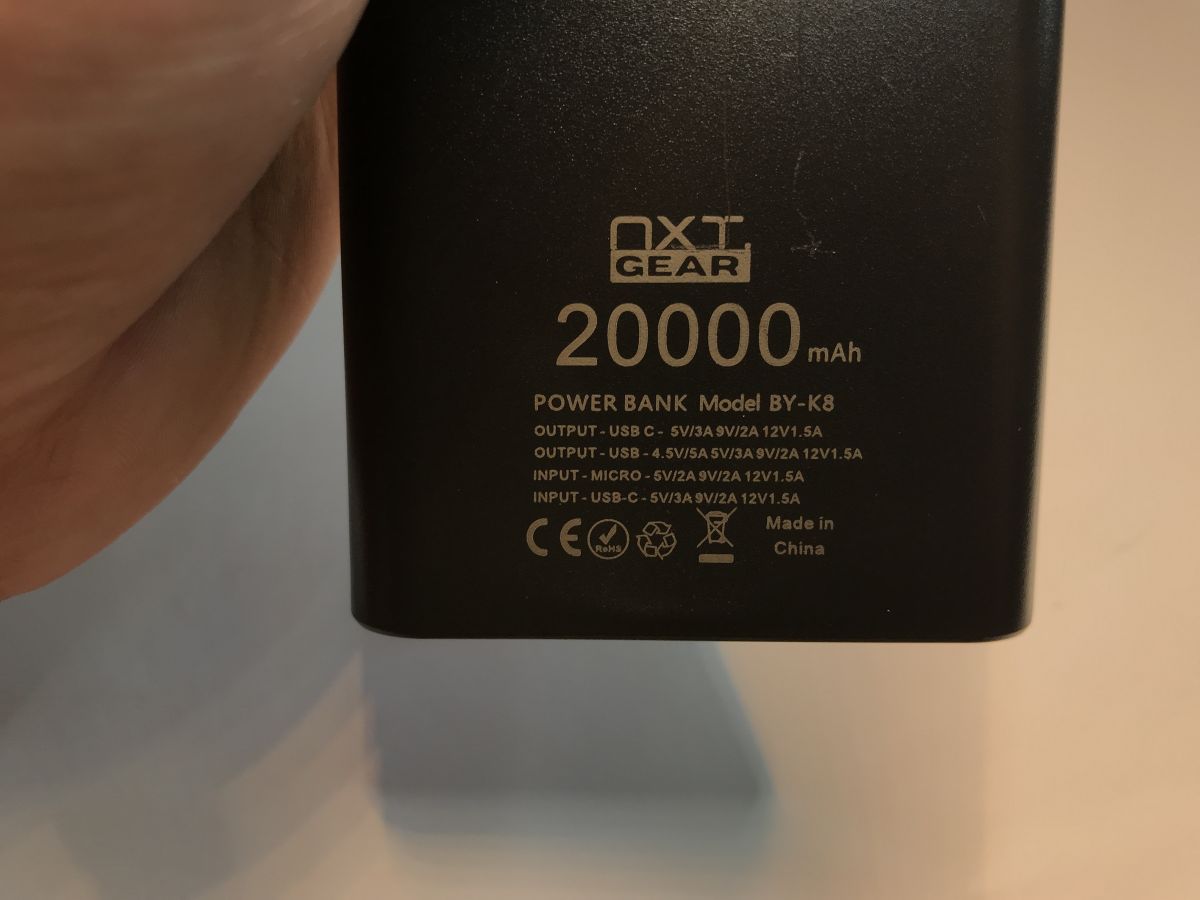 nxt
GEAR
20000 mAh
POWER BANK Model BY-K8
OUTPUT - USB C - 5V/3A 9V/2A 12V1.5A
OUTPUT - USB - 4.5V/5A 5V/3A 9V/2A 12V1.5A
INPUT - MICRO - 5V/2A 9V/2A 12V1.5A
INPUT - USB-C - 5V/3A 9V/2A 12V1.5A
CE RoHS Made in
China